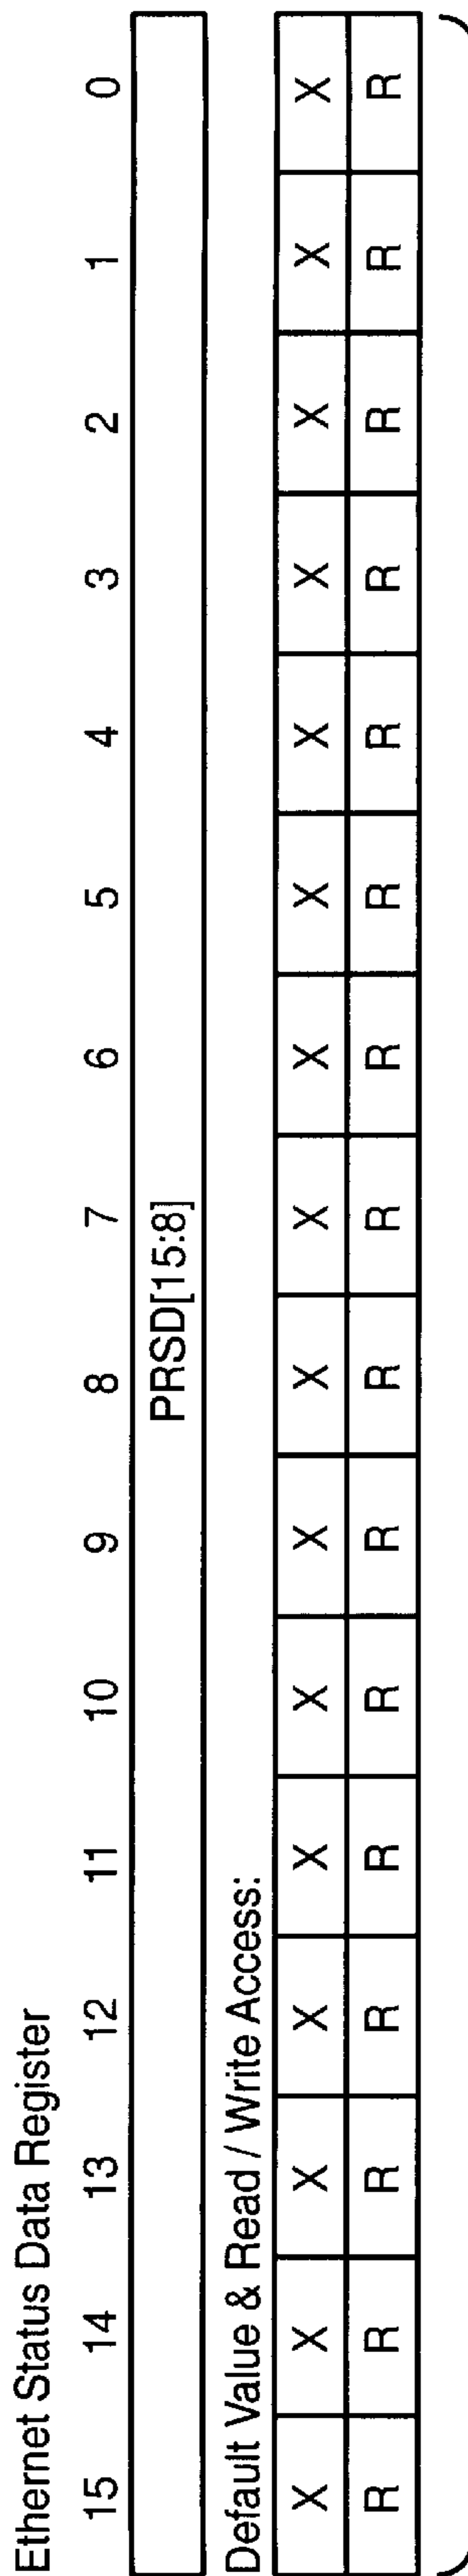 Ethernet Status Data Register
15 14 13 12 11 10 9 8 7 6 5 4 3 2 1 0
PRSD[15:8]
Default Value & Read / Write Access:
X X X X X X X X X X X X X X X X
R R R R R R R R R R R R R R R R